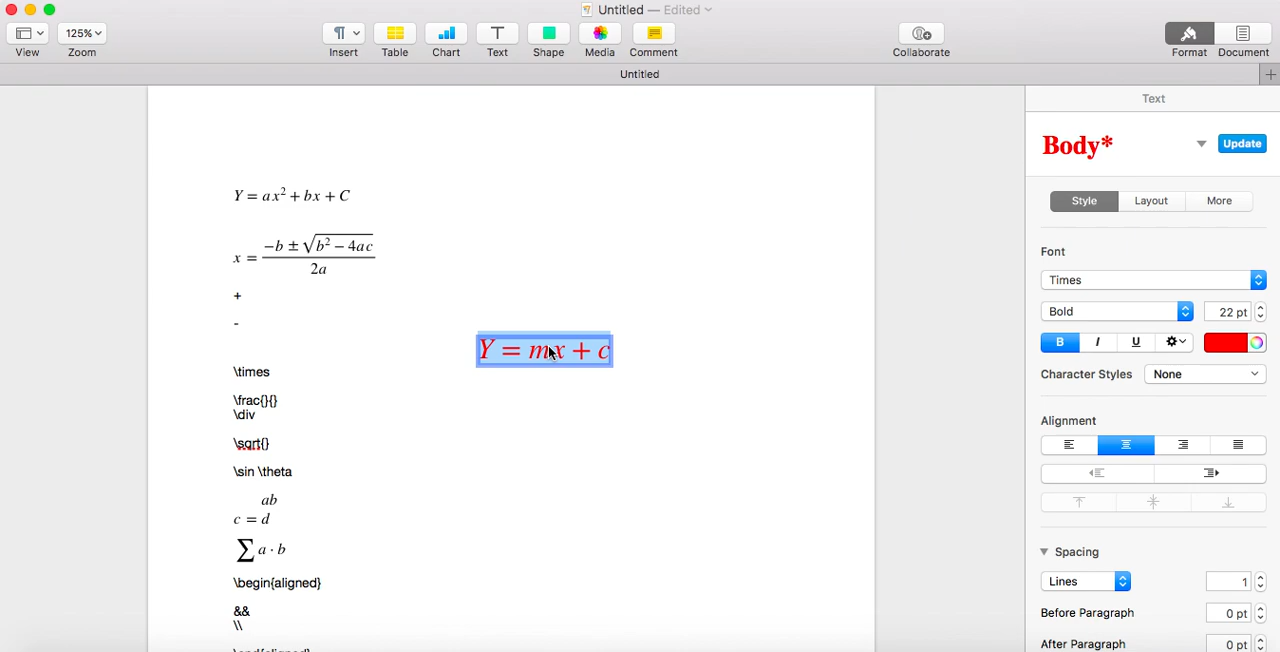 Untitled — Edited
125%
View
Zoom
Insert
Table
Chart
T
Text
Shape
Media
Comment
Collaborate
Format
Document
Untitled
+
Text
Body*
Update
Style
Layout
More
Font
Times
Bold
22 pt
B
I
U
Character Styles
None
Alignment
Spacing
Lines
1
Before Paragraph
0 pt
After Paragraph
0 pt
Y = ax² + bx + C
x = \frac{-b ± √(b² − 4ac)}{2a}
+
-
Y = mx + c
\times
\frac{}{}
\div
\sqrt{}
\sin \theta
ab
c = d
∑ a · b
\begin{aligned}
&&
\\
\end{aligned}